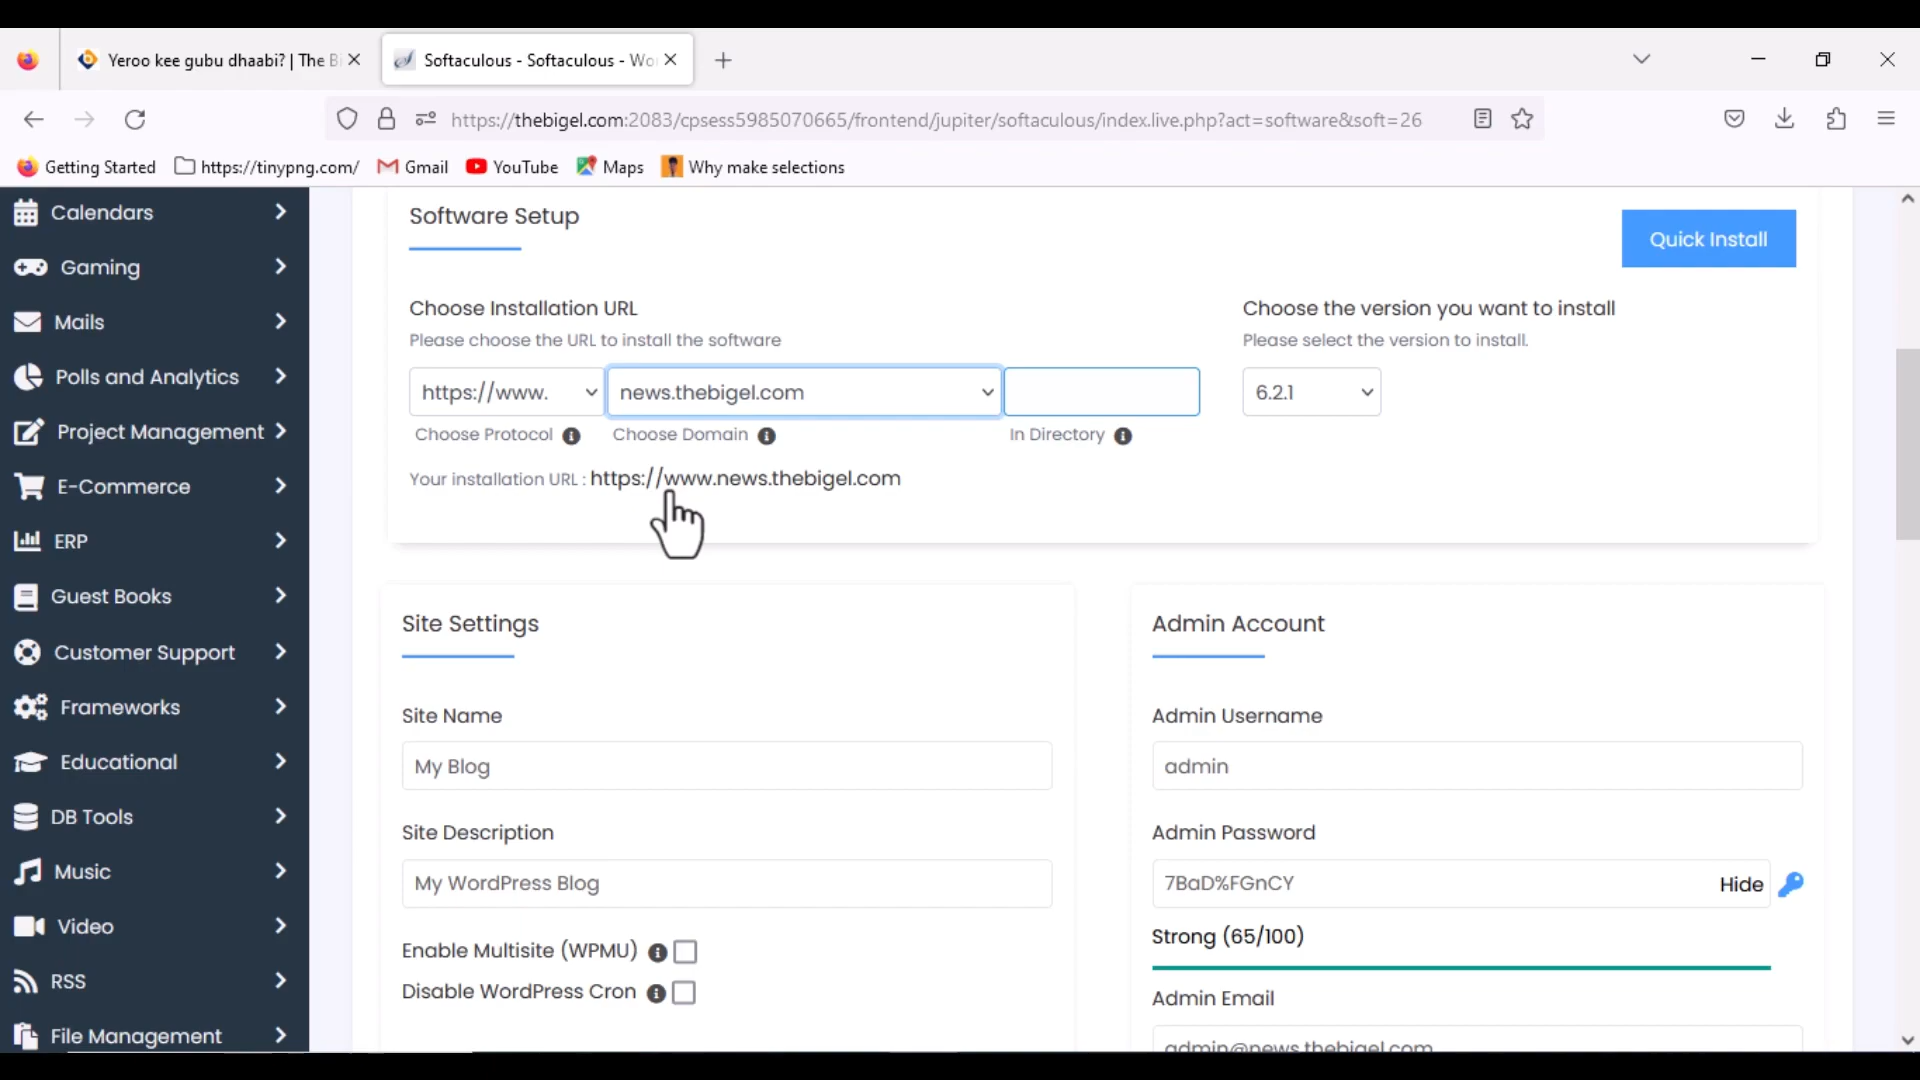 Yeroo kee gubu dhaabi? | The B
Softaculous - Softaculous - Wo
https://thebigel.com:2083/cpsess5985070665/frontend/jupiter/softaculous/index.live.php?act=software&soft=26
Getting Started
https://tinypng.com/
Gmail
YouTube
Maps
Why make selections
Calendars
Gaming
Mails
Polls and Analytics
Project Management
E-Commerce
ERP
Guest Books
Customer Support
Frameworks
Educational
DB Tools
Music
Video
RSS
File Management
Software Setup
Quick Install
Choose Installation URL
Please choose the URL to install the software
https://www.
news.thebigel.com
Choose Protocol
Choose Domain
In Directory
Your installation URL : https://www.news.thebigel.com
Choose the version you want to install
Please select the version to install.
6.2.1
Site Settings
Site Name
My Blog
Site Description
My WordPress Blog
Enable Multisite (WPMU)
Disable WordPress Cron
Admin Account
Admin Username
admin
Admin Password
7BaD%FGnCY
Hide
Strong (65/100)
Admin Email
admin@news.thebigel.com